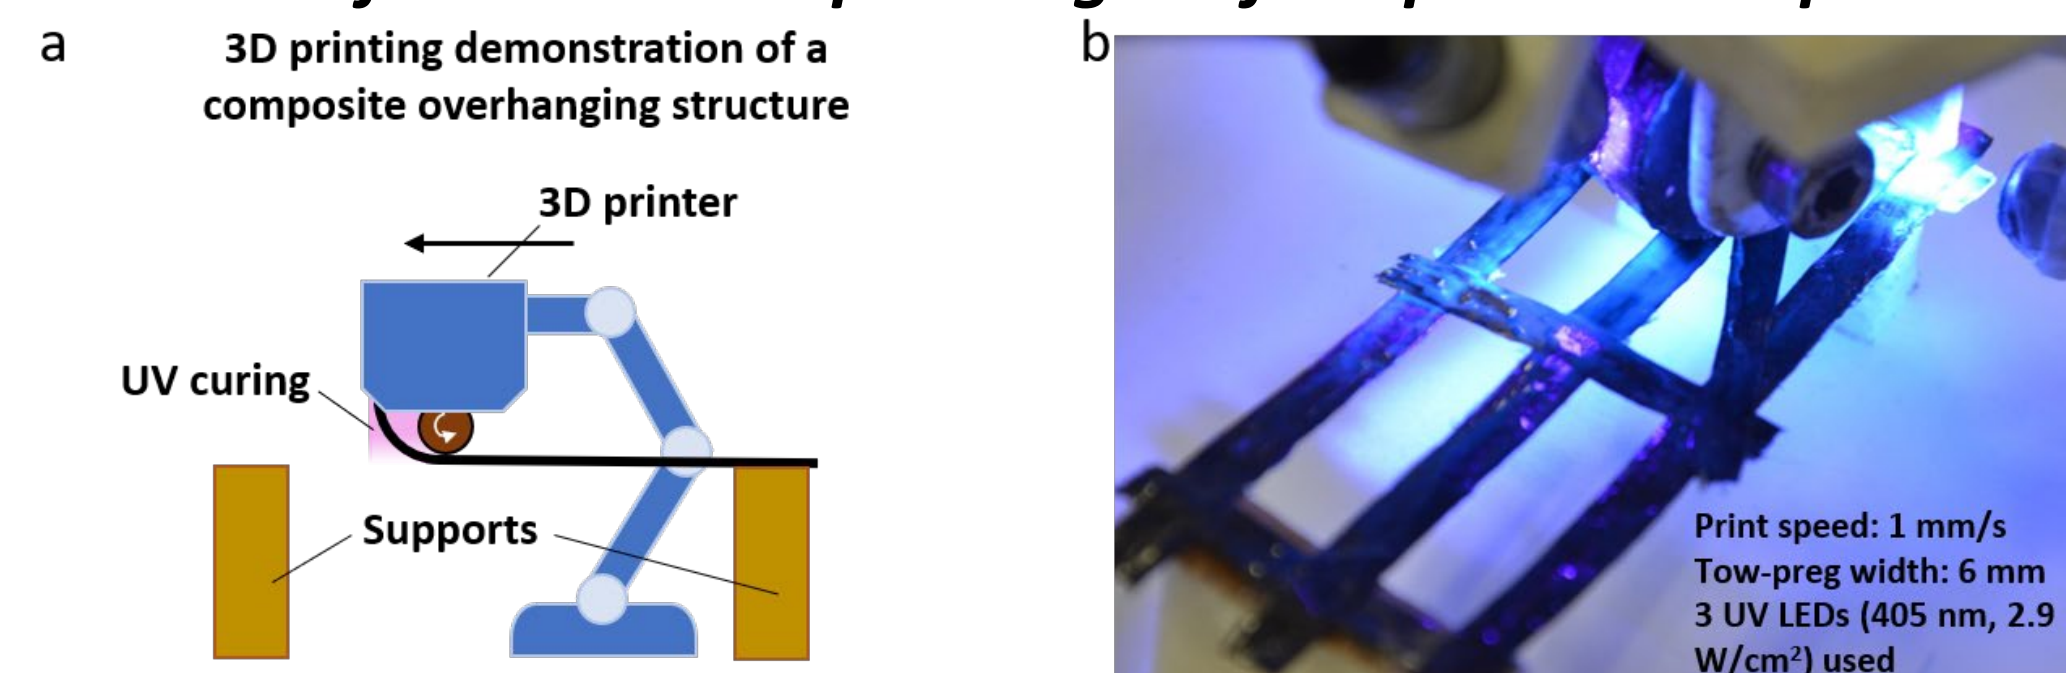 a
3D printing demonstration of a
composite overhanging structure
3D printer
UV curing
Supports
b
Print speed: 1 mm/s
Tow-preg width: 6 mm
3 UV LEDs (405 nm, 2.9
W/cm²) used